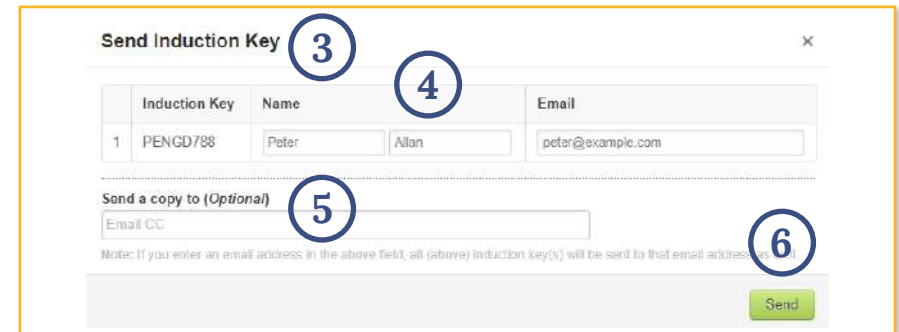 Send Induction Key 3 ×
4
Induction Key Name Email
1 PENGD788 Peter Allan peter@example.com
Send a copy to (Optional) 5
Email CC
6
Note: If you enter an email address in the above field, all (above) induction key(s) will be sent to that email address as well
Send